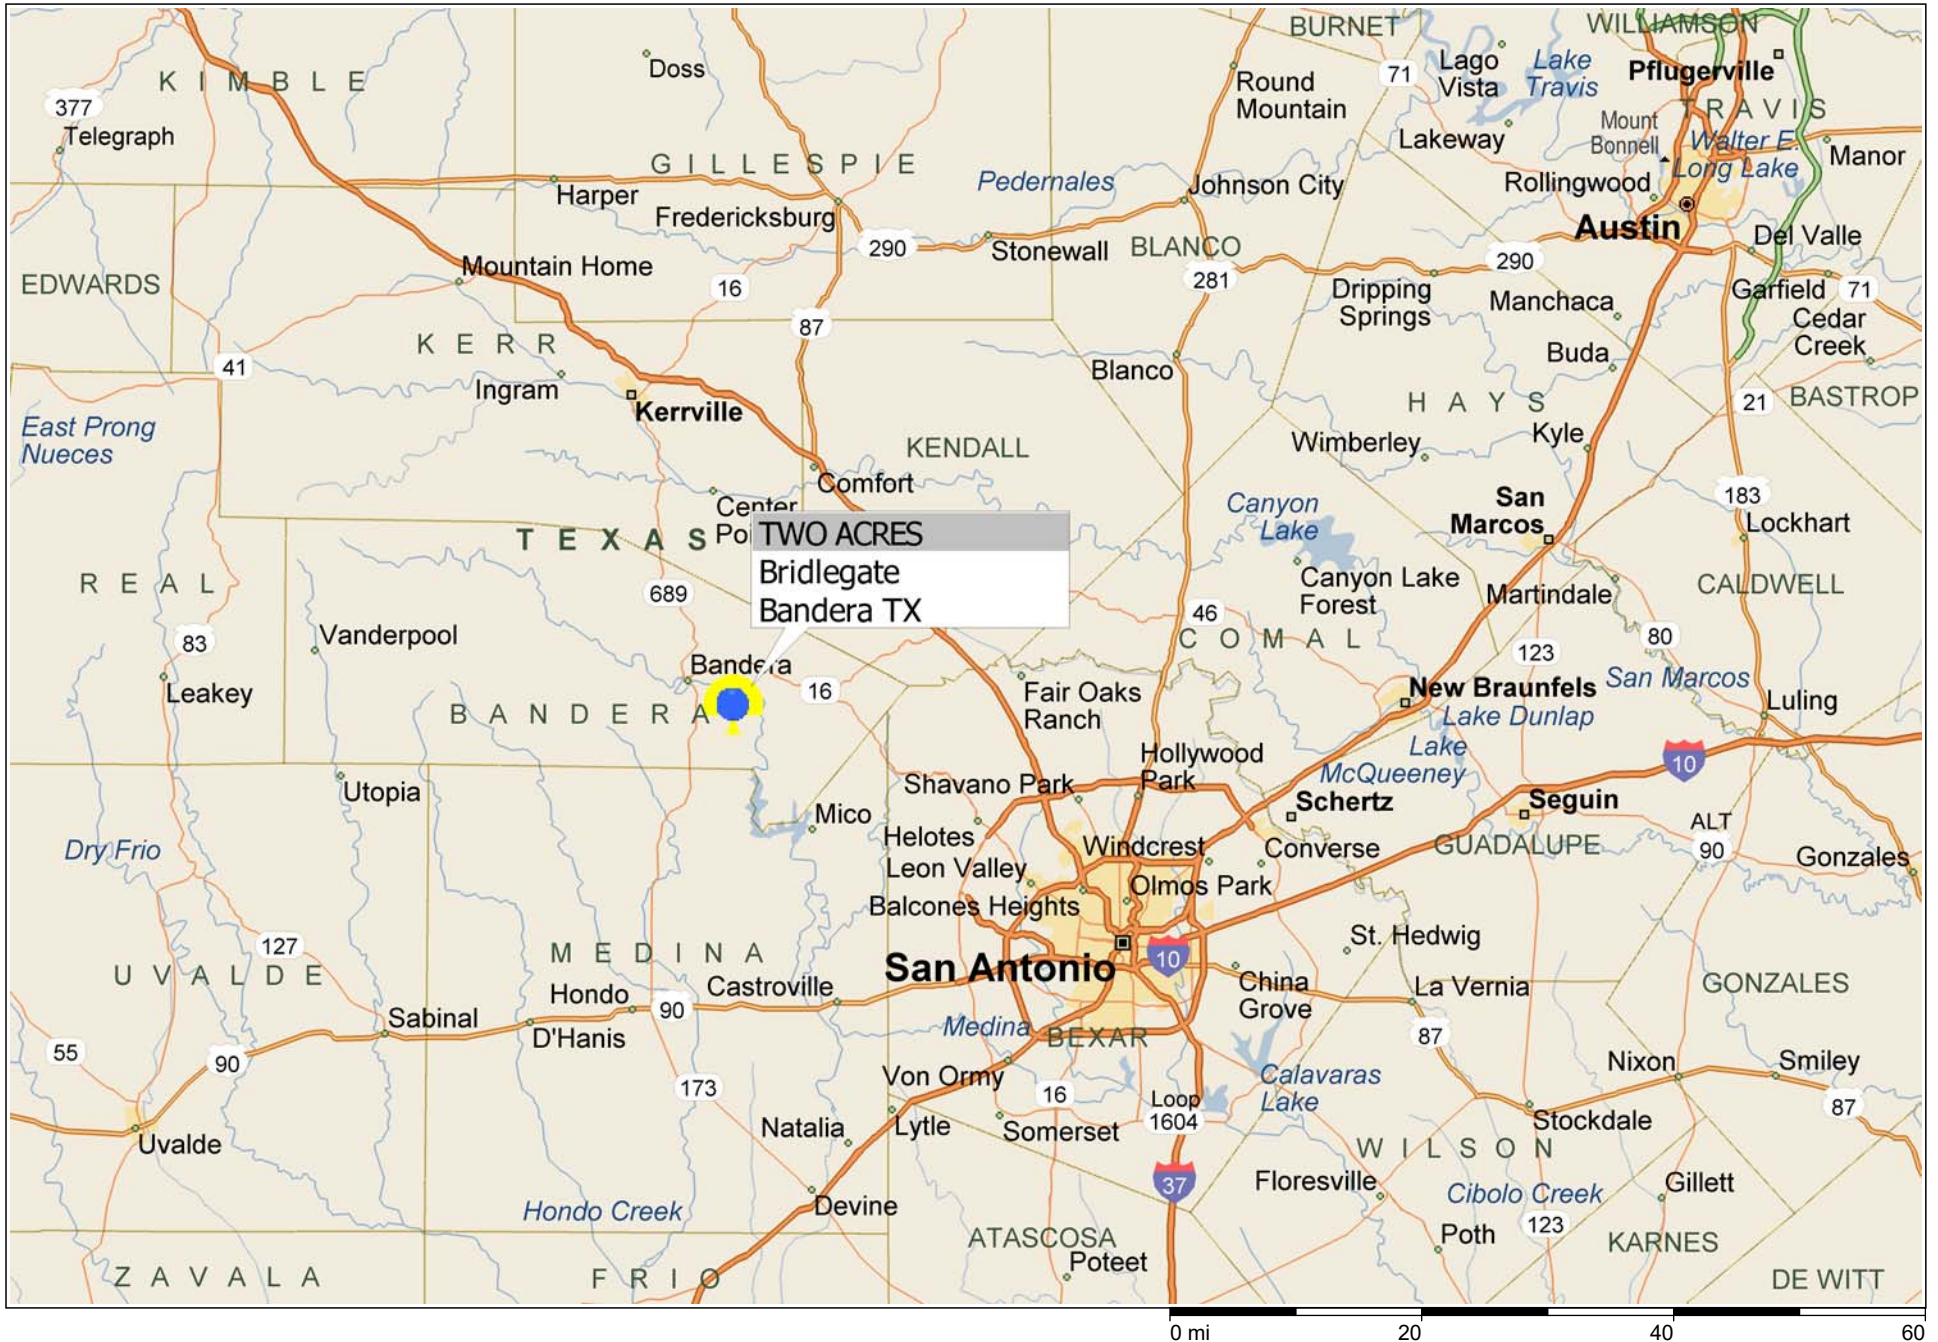 BURNET
WILLIAMSON
Doss
Lago
Vista
Lake
Travis
Pflugerville
KIMBLE
71
Round
Mountain
377
TRAVIS
Telegraph
Mount
Bonnell
Lakeway
Walter E.
Long Lake
Manor
GILLESPIE
Pedernales
Johnson City
Rollingwood
Harper
Fredericksburg
Austin
290
Stonewall
BLANCO
Del Valle
Mountain Home
281
290
EDWARDS
16
Dripping
Springs
Manchaca
Garfield
71
87
Cedar
Creek
KERR
Buda
41
Blanco
Ingram
Kerrville
HAYS
21
BASTROP
East Prong
Nueces
Wimberley
Kyle
KENDALL
Comfort
183
Center
Poi
Canyon
Lake
San
Marcos
Lockhart
TEXAS
TWO ACRES
Bridlegate
Bandera TX
REAL
689
Canyon Lake
Forest
Martindale
CALDWELL
46
Vanderpool
83
COMAL
80
123
Bandera
16
Leakey
Fair Oaks
Ranch
New Braunfels
San Marcos
Luling
BANDERA
Lake Dunlap
Hollywood
Park
Lake
McQueeney
10
Shavano Park
Utopia
Mico
Schertz
Seguin
Helotes
ALT
90
Dry Frio
Windcrest
Converse
GUADALUPE
Gonzales
Leon Valley
Olmos Park
Balcones Heights
127
MEDINA
St. Hedwig
San Antonio
10
UVALDE
Hondo
90
Castroville
China
Grove
La Vernia
GONZALES
Sabinal
D'Hanis
Medina
BEXAR
87
55
90
Von Ormy
Calavaras
Lake
Nixon
Smiley
173
16
Loop
1604
87
Natalia
Lytle
Somerset
Stockdale
Uvalde
WILSON
37
Floresville
Cibolo Creek
Gillett
Hondo Creek
Devine
123
ATASCOSA
Poth
KARNES
Poteet
ZAVALA
FRIO
DE WITT
0 mi 20 40 60